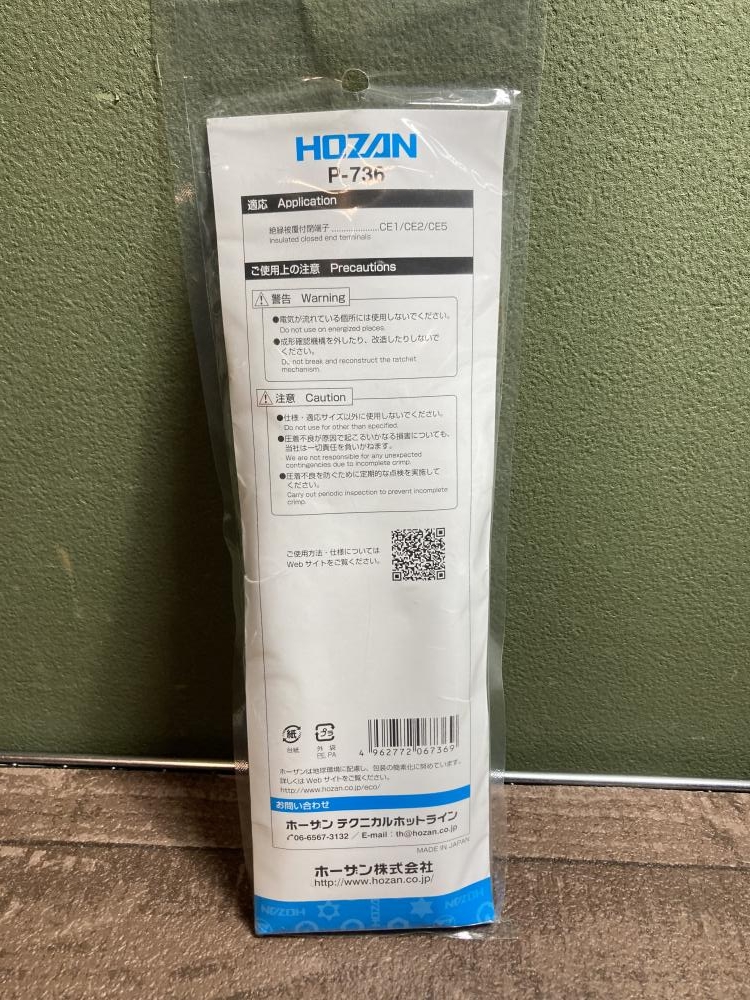 HOZAN
P-736
適応 Application
絶縁被覆付閉端子 ................... CE1/CE2/CE5
Insulated closed end terminals
ご使用上の注意 Precautions
警告 Warning
●電気が流れている個所には使用しないでください。
Do not use on energized places.
●成形確認機構を外したり、改造したりしないで
ください。
Do not break and reconstruct the ratchet
mechanism.
注意 Caution
●仕様・適応サイズ以外に使用しないでください。
Do not use for other than specified.
●圧着不良が原因で起こるいかなる損害についても、
当社は一切責任を負いかねます。
We are not responsible for any unexpected
contingencies due to incomplete crimp.
●圧着不良を防ぐために定期的な点検を実施して
ください。
Carry out periodic inspection to prevent incomplete
crimp.
ご使用方法・仕様については
Web サイトをご覧ください。
紙
台紙
プラ
外 袋
PE, PA
4 962772 067369
ホーザンは地球環境に配慮し、包装の簡素化に努めています。
詳しくは Web サイトをご覧ください。
http://www.hozan.co.jp/eco/
お問い合わせ
ホーザン テクニカルホットライン
06-6567-3132 / E-mail : th@hozan.co.jp
MADE IN JAPAN
ホーザン株式会社
http://www.hozan.co.jp/
HOZAN
HOZAN
HOZAN